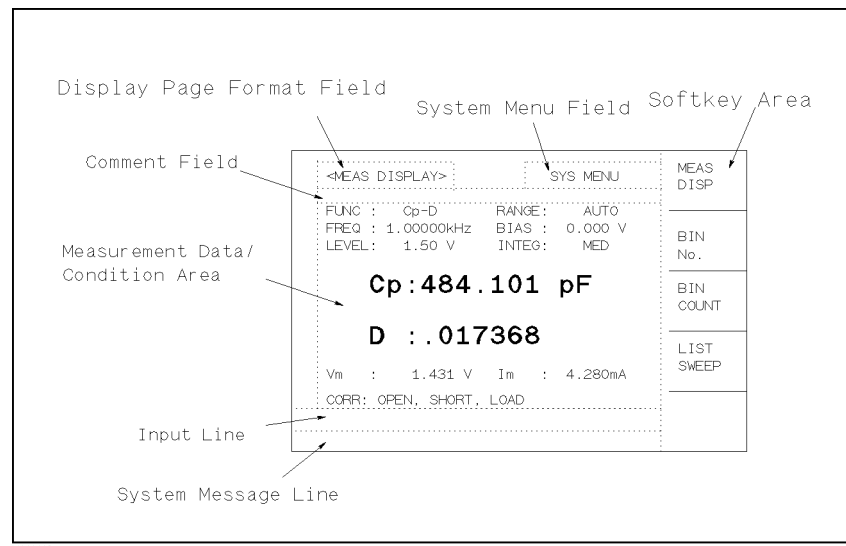 Display Page Format Field
System Menu Field
Softkey Area
Comment Field
<MEAS DISPLAY>
SYS MENU
MEAS
DISP
FUNC : Cp-D RANGE: AUTO
FREQ : 1.00000kHz BIAS : 0.000 V
LEVEL: 1.50 V INTEG: MED
BIN
No.
Measurement Data/
Condition Area
Cp:484.101 pF
BIN
COUNT
D :.017368
LIST
SWEEP
Vm : 1.431 V Im : 4.280mA
CORR: OPEN, SHORT, LOAD
Input Line
System Message Line